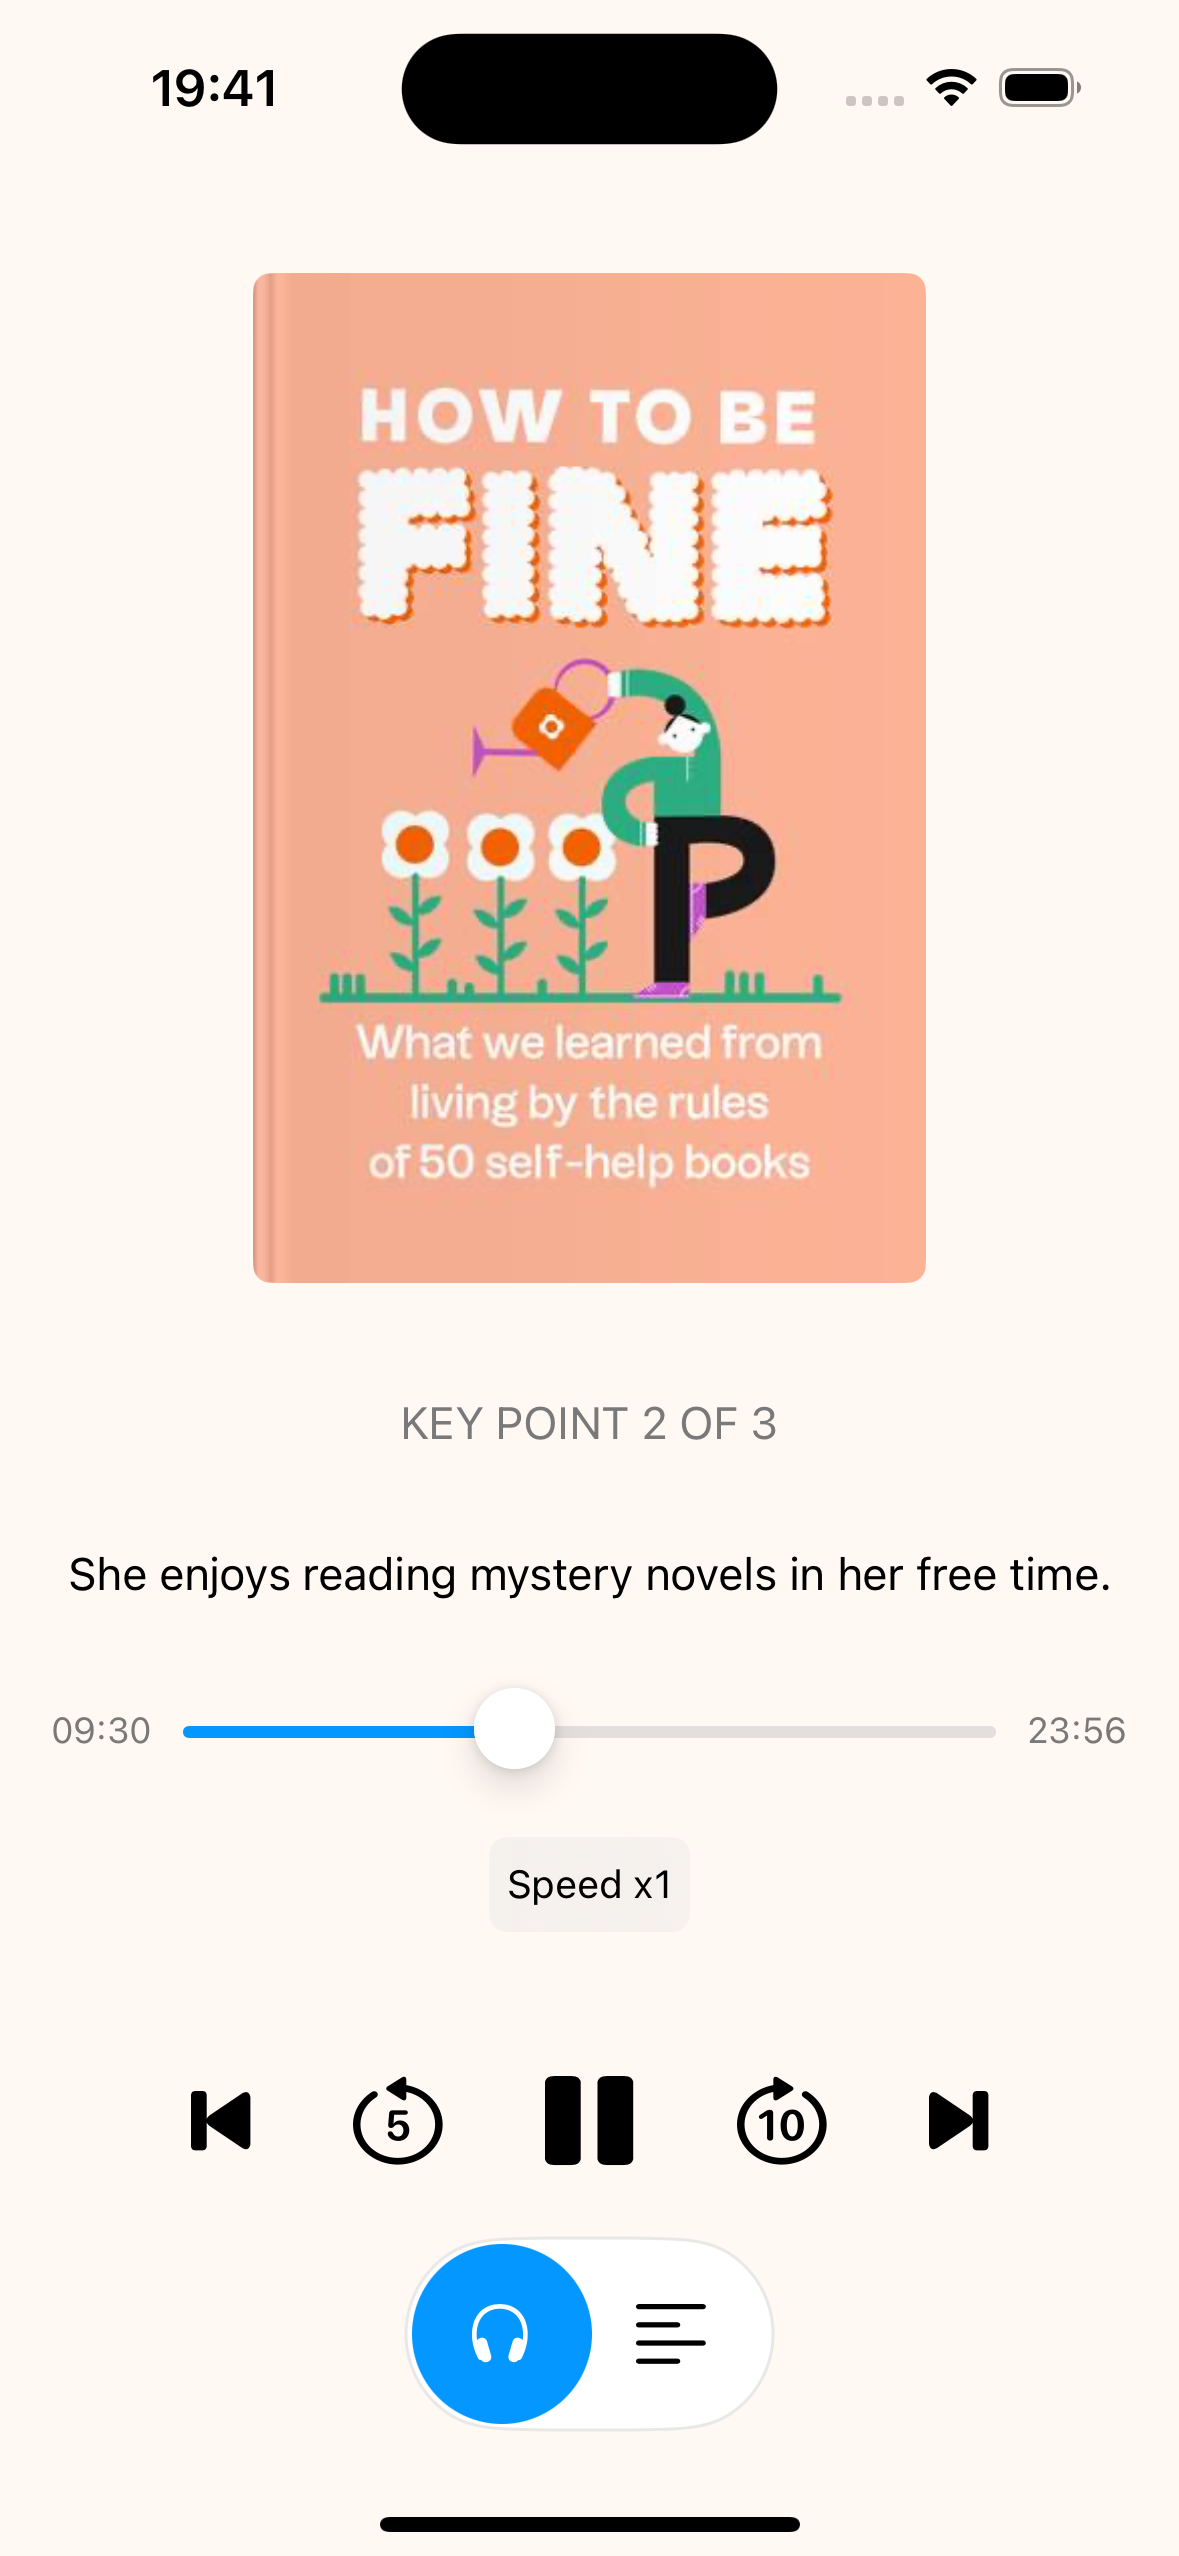 19:41
HOW TO BE
FINE
What we learned from
living by the rules
of 50 self-help books
KEY POINT 2 OF 3
She enjoys reading mystery novels in her free time.
09:30
23:56
Speed x1
5
10